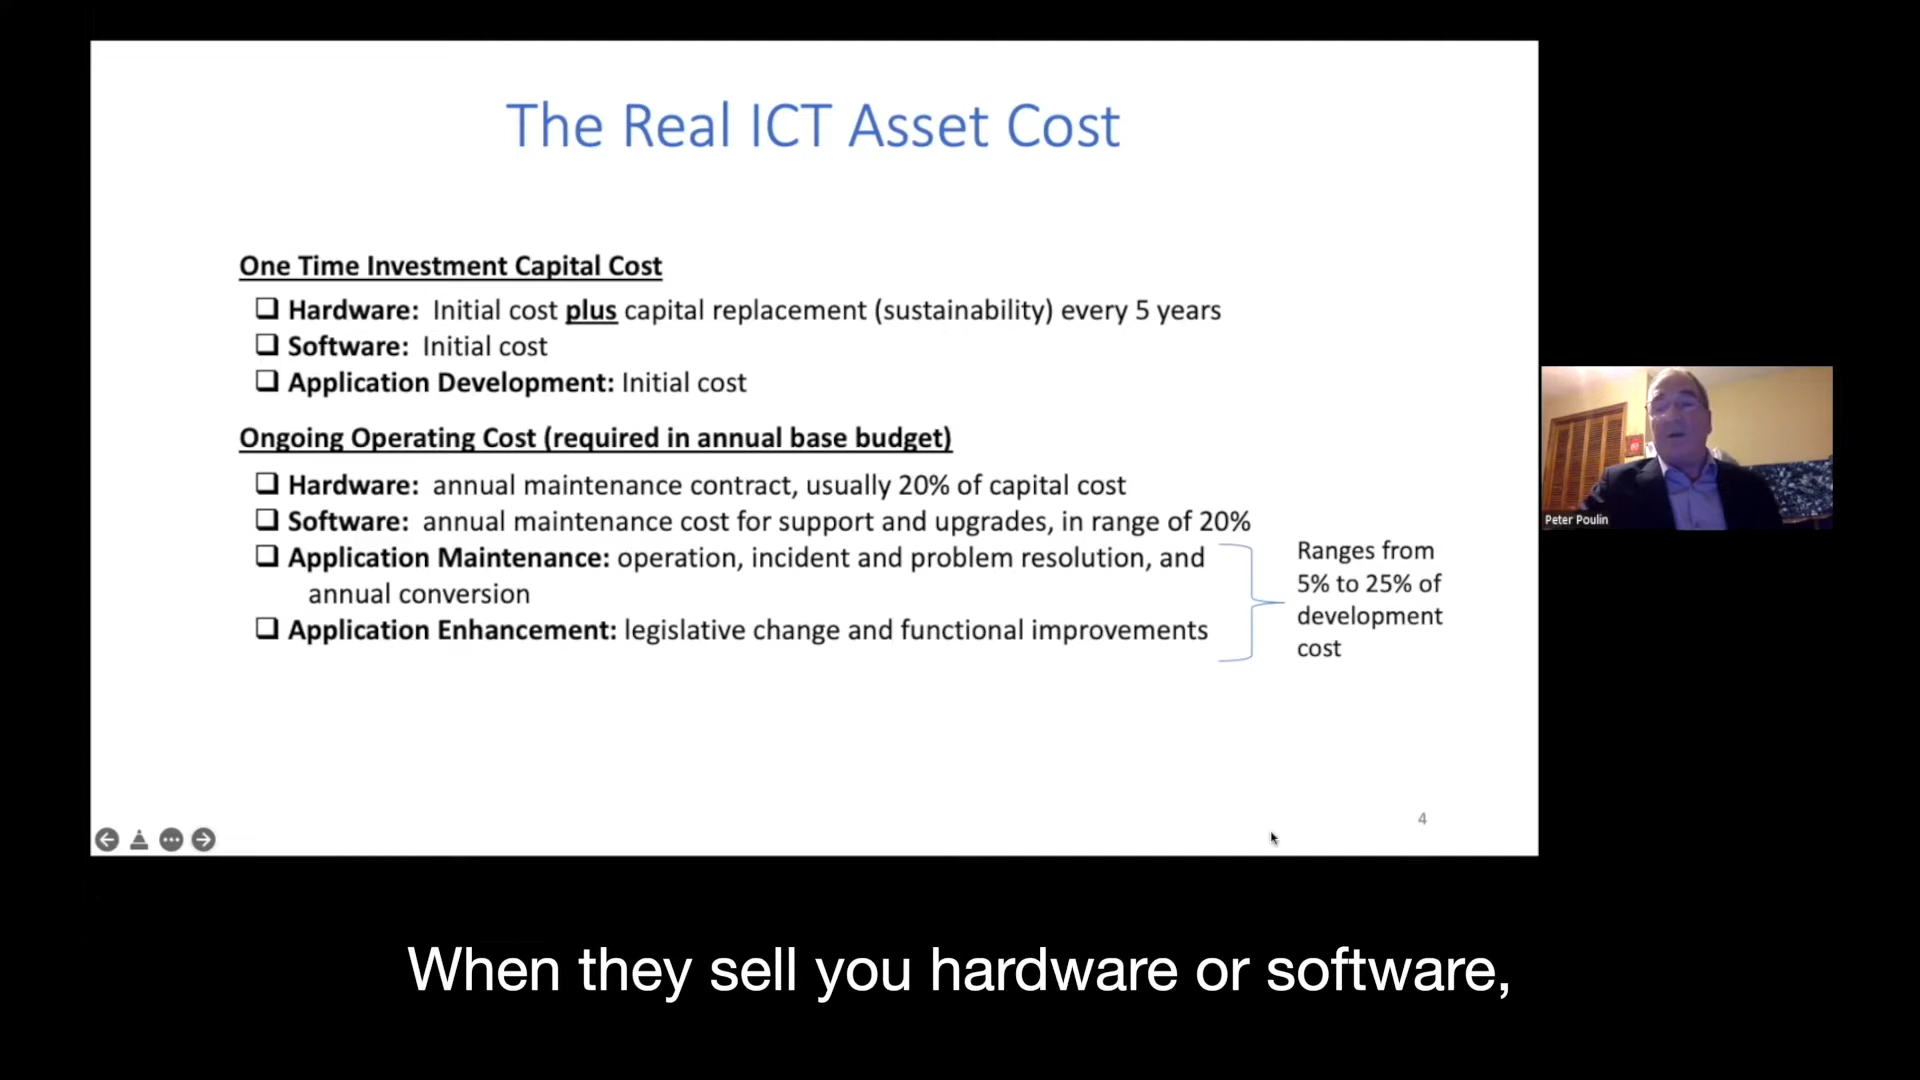 The Real ICT Asset Cost
One Time Investment Capital Cost
Hardware: Initial cost plus capital replacement (sustainability) every 5 years
Software: Initial cost
Application Development: Initial cost
Ongoing Operating Cost (required in annual base budget)
Hardware: annual maintenance contract, usually 20% of capital cost
Software: annual maintenance cost for support and upgrades, in range of 20%
Application Maintenance: operation, incident and problem resolution, and
annual conversion
Application Enhancement: legislative change and functional improvements
Ranges from
5% to 25% of
development
cost
4
Peter Poulin
When they sell you hardware or software,